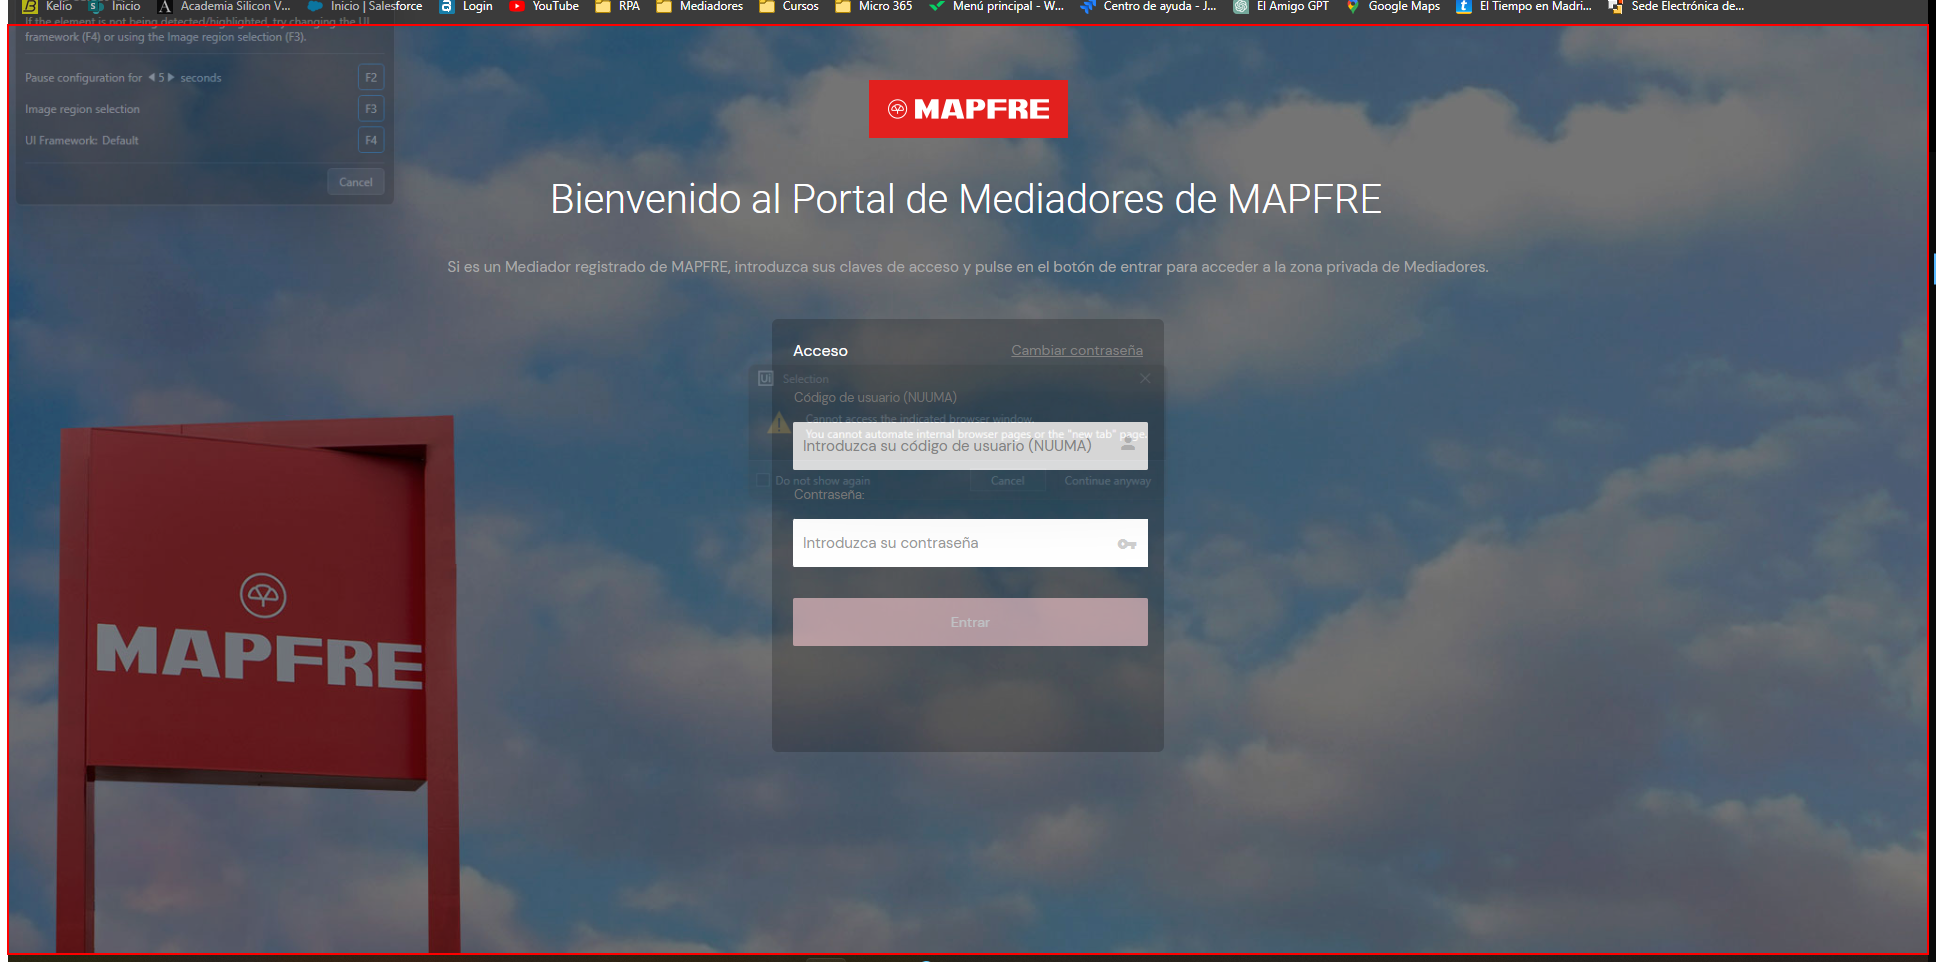 Kelio Inicio Academia Silicon V... Inicio | Salesforce Login YouTube RPA Mediadores Cursos Micro 365 Menú principal - W... Centro de ayuda - J... El Amigo GPT Google Maps El Tiempo en Madri... Sede Electrónica de...
If the element is not being detected/highlighted, try changing the UI
framework (F4) or using the Image region selection (F3).
Pause configuration for 5 seconds F2
Image region selection F3
UI Framework: Default F4
Cancel
MAPFRE
Bienvenido al Portal de Mediadores de MAPFRE
Si es un Mediador registrado de MAPFRE, introduzca sus claves de acceso y pulse en el botón de entrar para acceder a la zona privada de Mediadores.
Acceso Cambiar contraseña
Ui Selection
Código de usuario (NUUMA)
Cannot access the indicated browser window.
You cannot automate internal browser pages or the "new tab" page.
Introduzca su código de usuario (NUUMA)
Do not show again Cancel Continue anyway
Contraseña:
Introduzca su contraseña
Entrar
MAPFRE